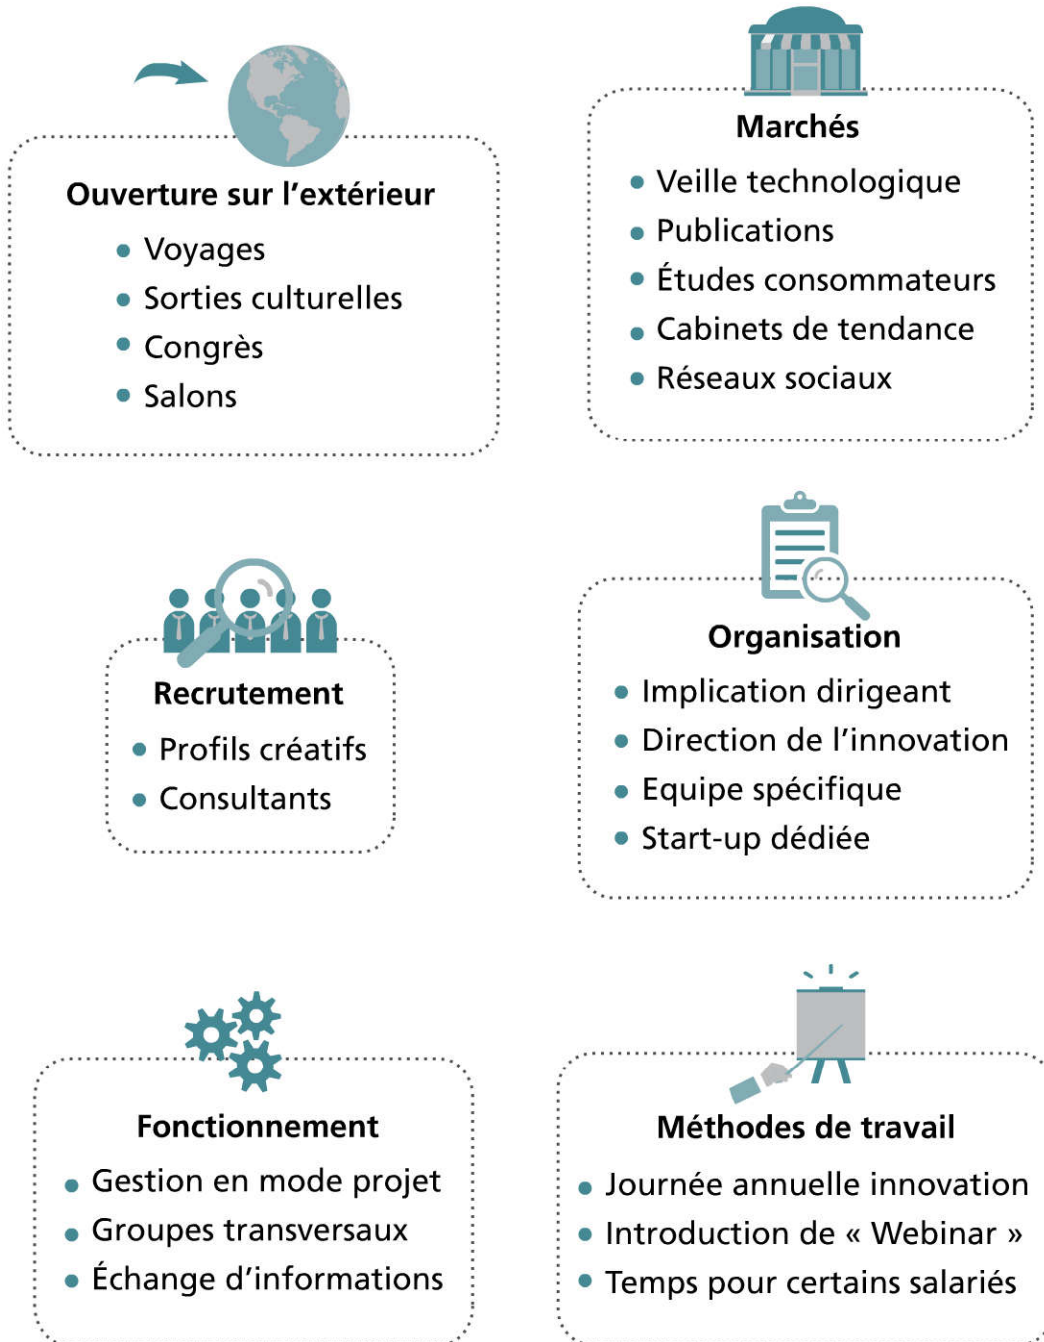 Ouverture sur l’extérieur
Voyages
Sorties culturelles
Congrès
Salons
Marchés
Veille technologique
Publications
Études consommateurs
Cabinets de tendance
Réseaux sociaux
Recrutement
Profils créatifs
Consultants
Organisation
Implication dirigeant
Direction de l’innovation
Equipe spécifique
Start-up dédiée
Fonctionnement
Gestion en mode projet
Groupes transversaux
Échange d’informations
Méthodes de travail
Journée annuelle innovation
Introduction de « Webinar »
Temps pour certains salariés